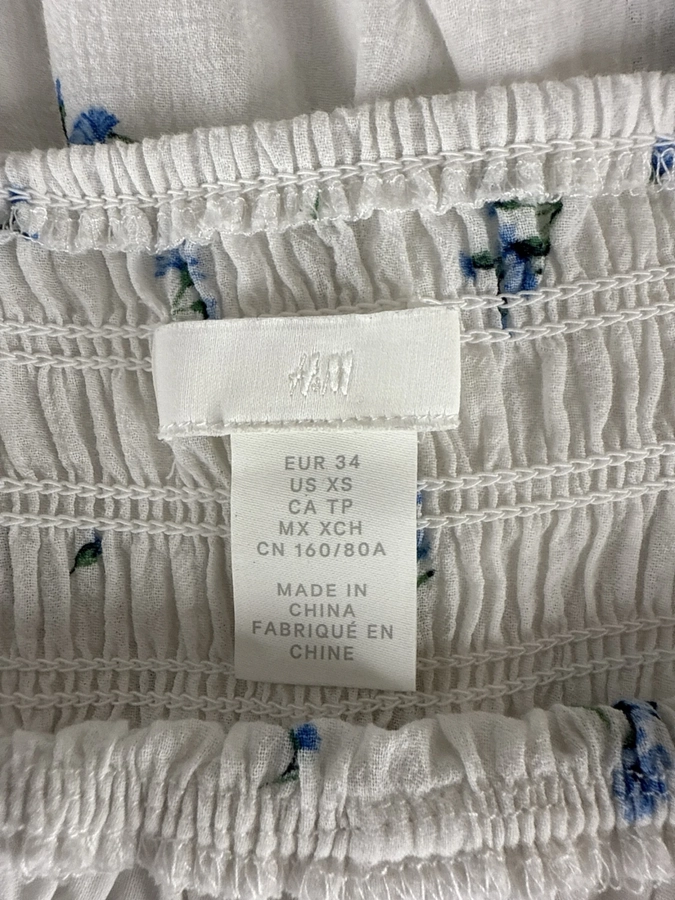 H&M
EUR 34
US XS
CA TP
MX XCH
CN 160/80A
MADE IN
CHINA
FABRIQUÉ EN
CHINE